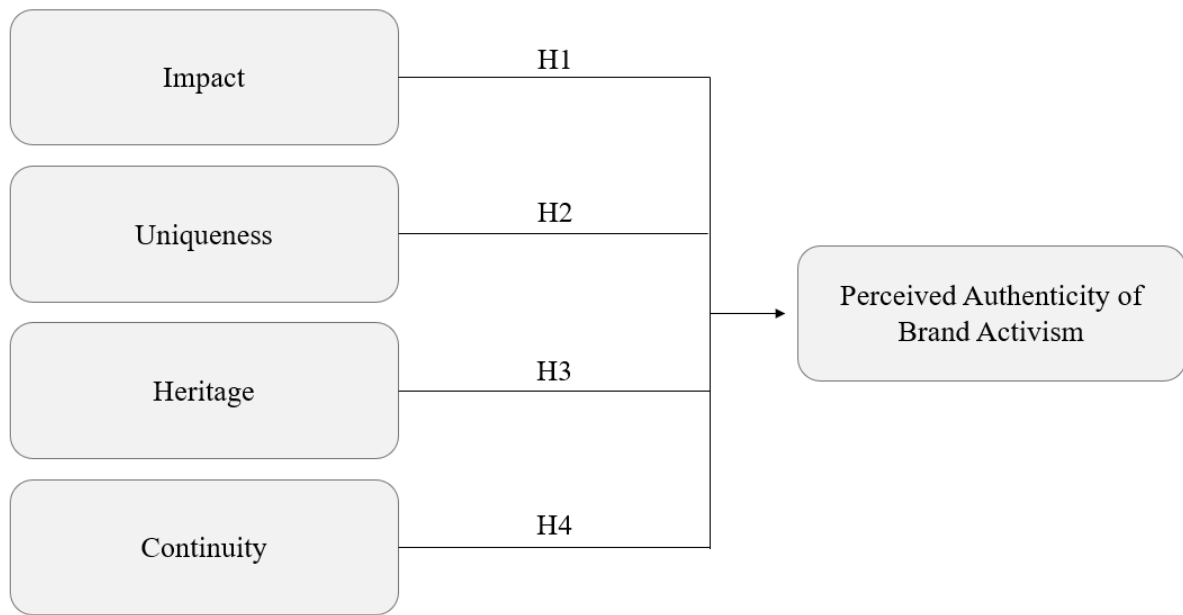 Impact
H1
Uniqueness
H2
Heritage
H3
Continuity
H4
Perceived Authenticity of
Brand Activism